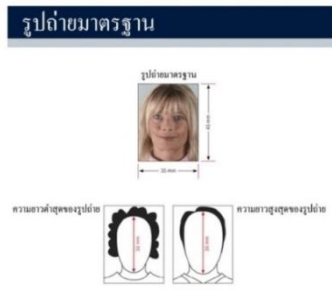 รูปถ่ายมาตรฐาน
รูปถ่ายมาตรฐาน
35 mm
ความยาวต่ำสุดของรูปถ่าย
ความยาวสูงสุดของรูปถ่าย